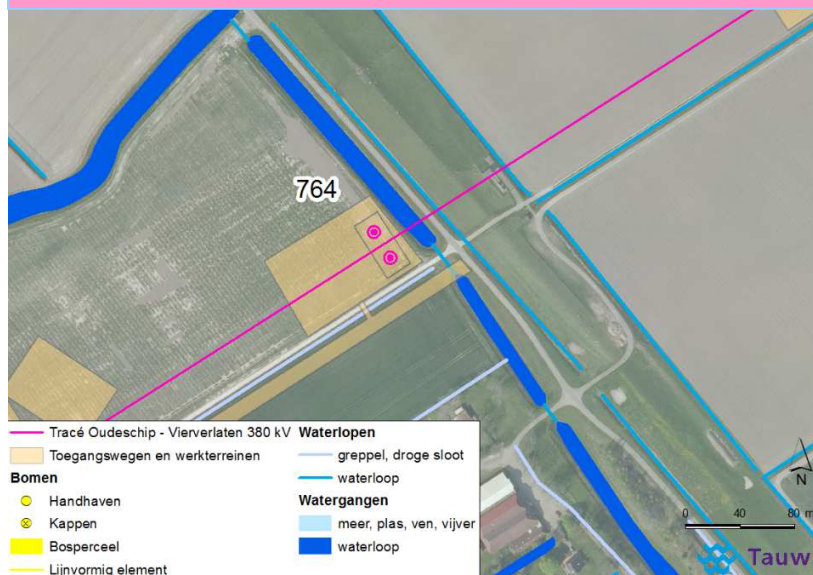 764
Tracé Oudeschip - Vierverlaten 380 kV
Toegangswegen en werkterreinen
Bomen
Handhaven
Kappen
Bosperceel
Lijnvormig element
Waterlopen
greppel, droge sloot
waterloop
Watergangen
meer, plas, ven, vijver
waterloop
N
0 40 80 m
Tauw